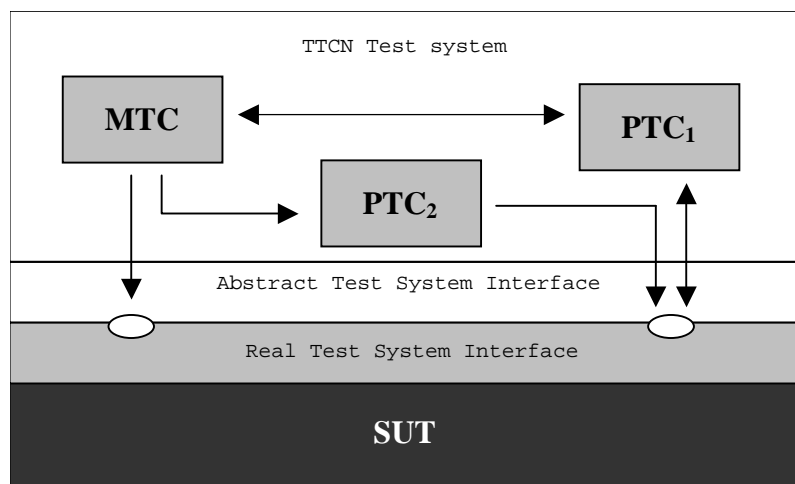 TTCN Test system
MTC
PTC₁
PTC₂
Abstract Test System Interface
Real Test System Interface
SUT